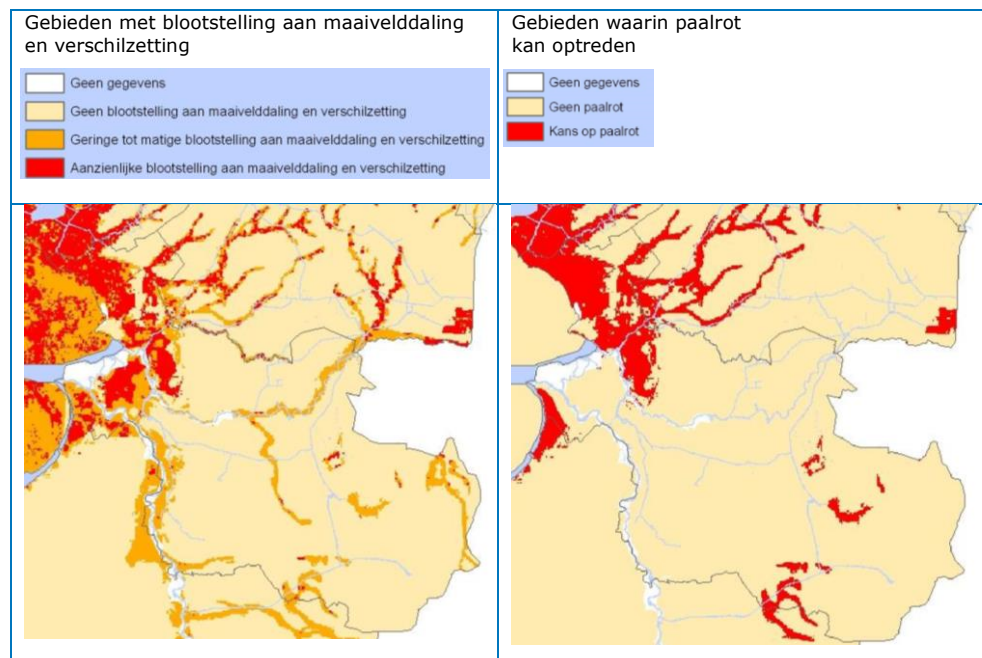 Gebieden met blootstelling aan maaivelddaling
en verschilzetting
Geen gegevens
Geen blootstelling aan maaivelddaling en verschilzetting
Geringe tot matige blootstelling aan maaivelddaling en verschilzetting
Aanzienlijke blootstelling aan maaivelddaling en verschilzetting
Gebieden waarin paalrot
kan optreden
Geen gegevens
Geen paalrot
Kans op paalrot